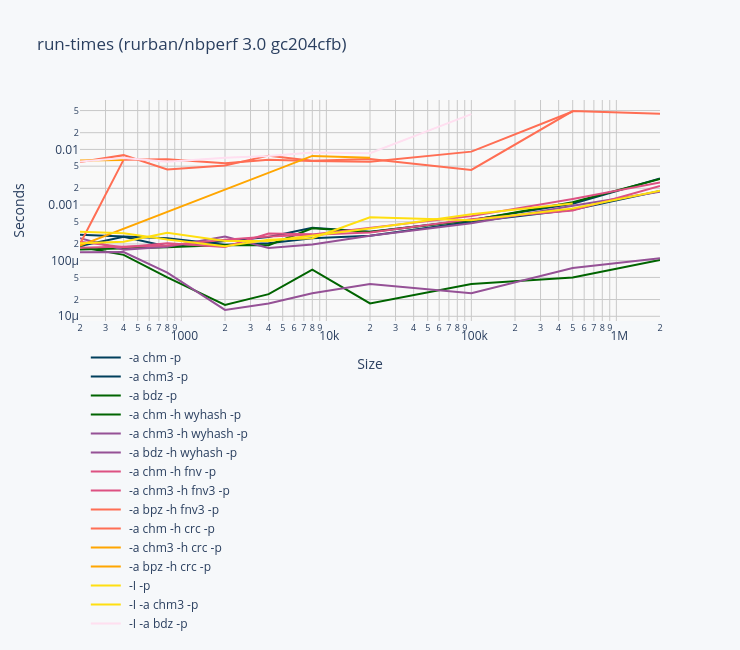 run-times (rurban/nbperf 3.0 gc204cfb)
5
2
0.01
5
2
0.001
5
2
100μ
5
2
10μ
Seconds
2 3 4 5 6 7 8 9 1000 2 3 4 5 6 7 8 9 10k 2 3 4 5 6 7 8 9 100k 2 3 4 5 6 7 8 9 1M 2
Size
-a chm -p
-a chm3 -p
-a bdz -p
-a chm -h wyhash -p
-a chm3 -h wyhash -p
-a bdz -h wyhash -p
-a chm -h fnv -p
-a chm3 -h fnv3 -p
-a bpz -h fnv3 -p
-a chm -h crc -p
-a chm3 -h crc -p
-a bpz -h crc -p
-I -p
-I -a chm3 -p
-I -a bdz -p